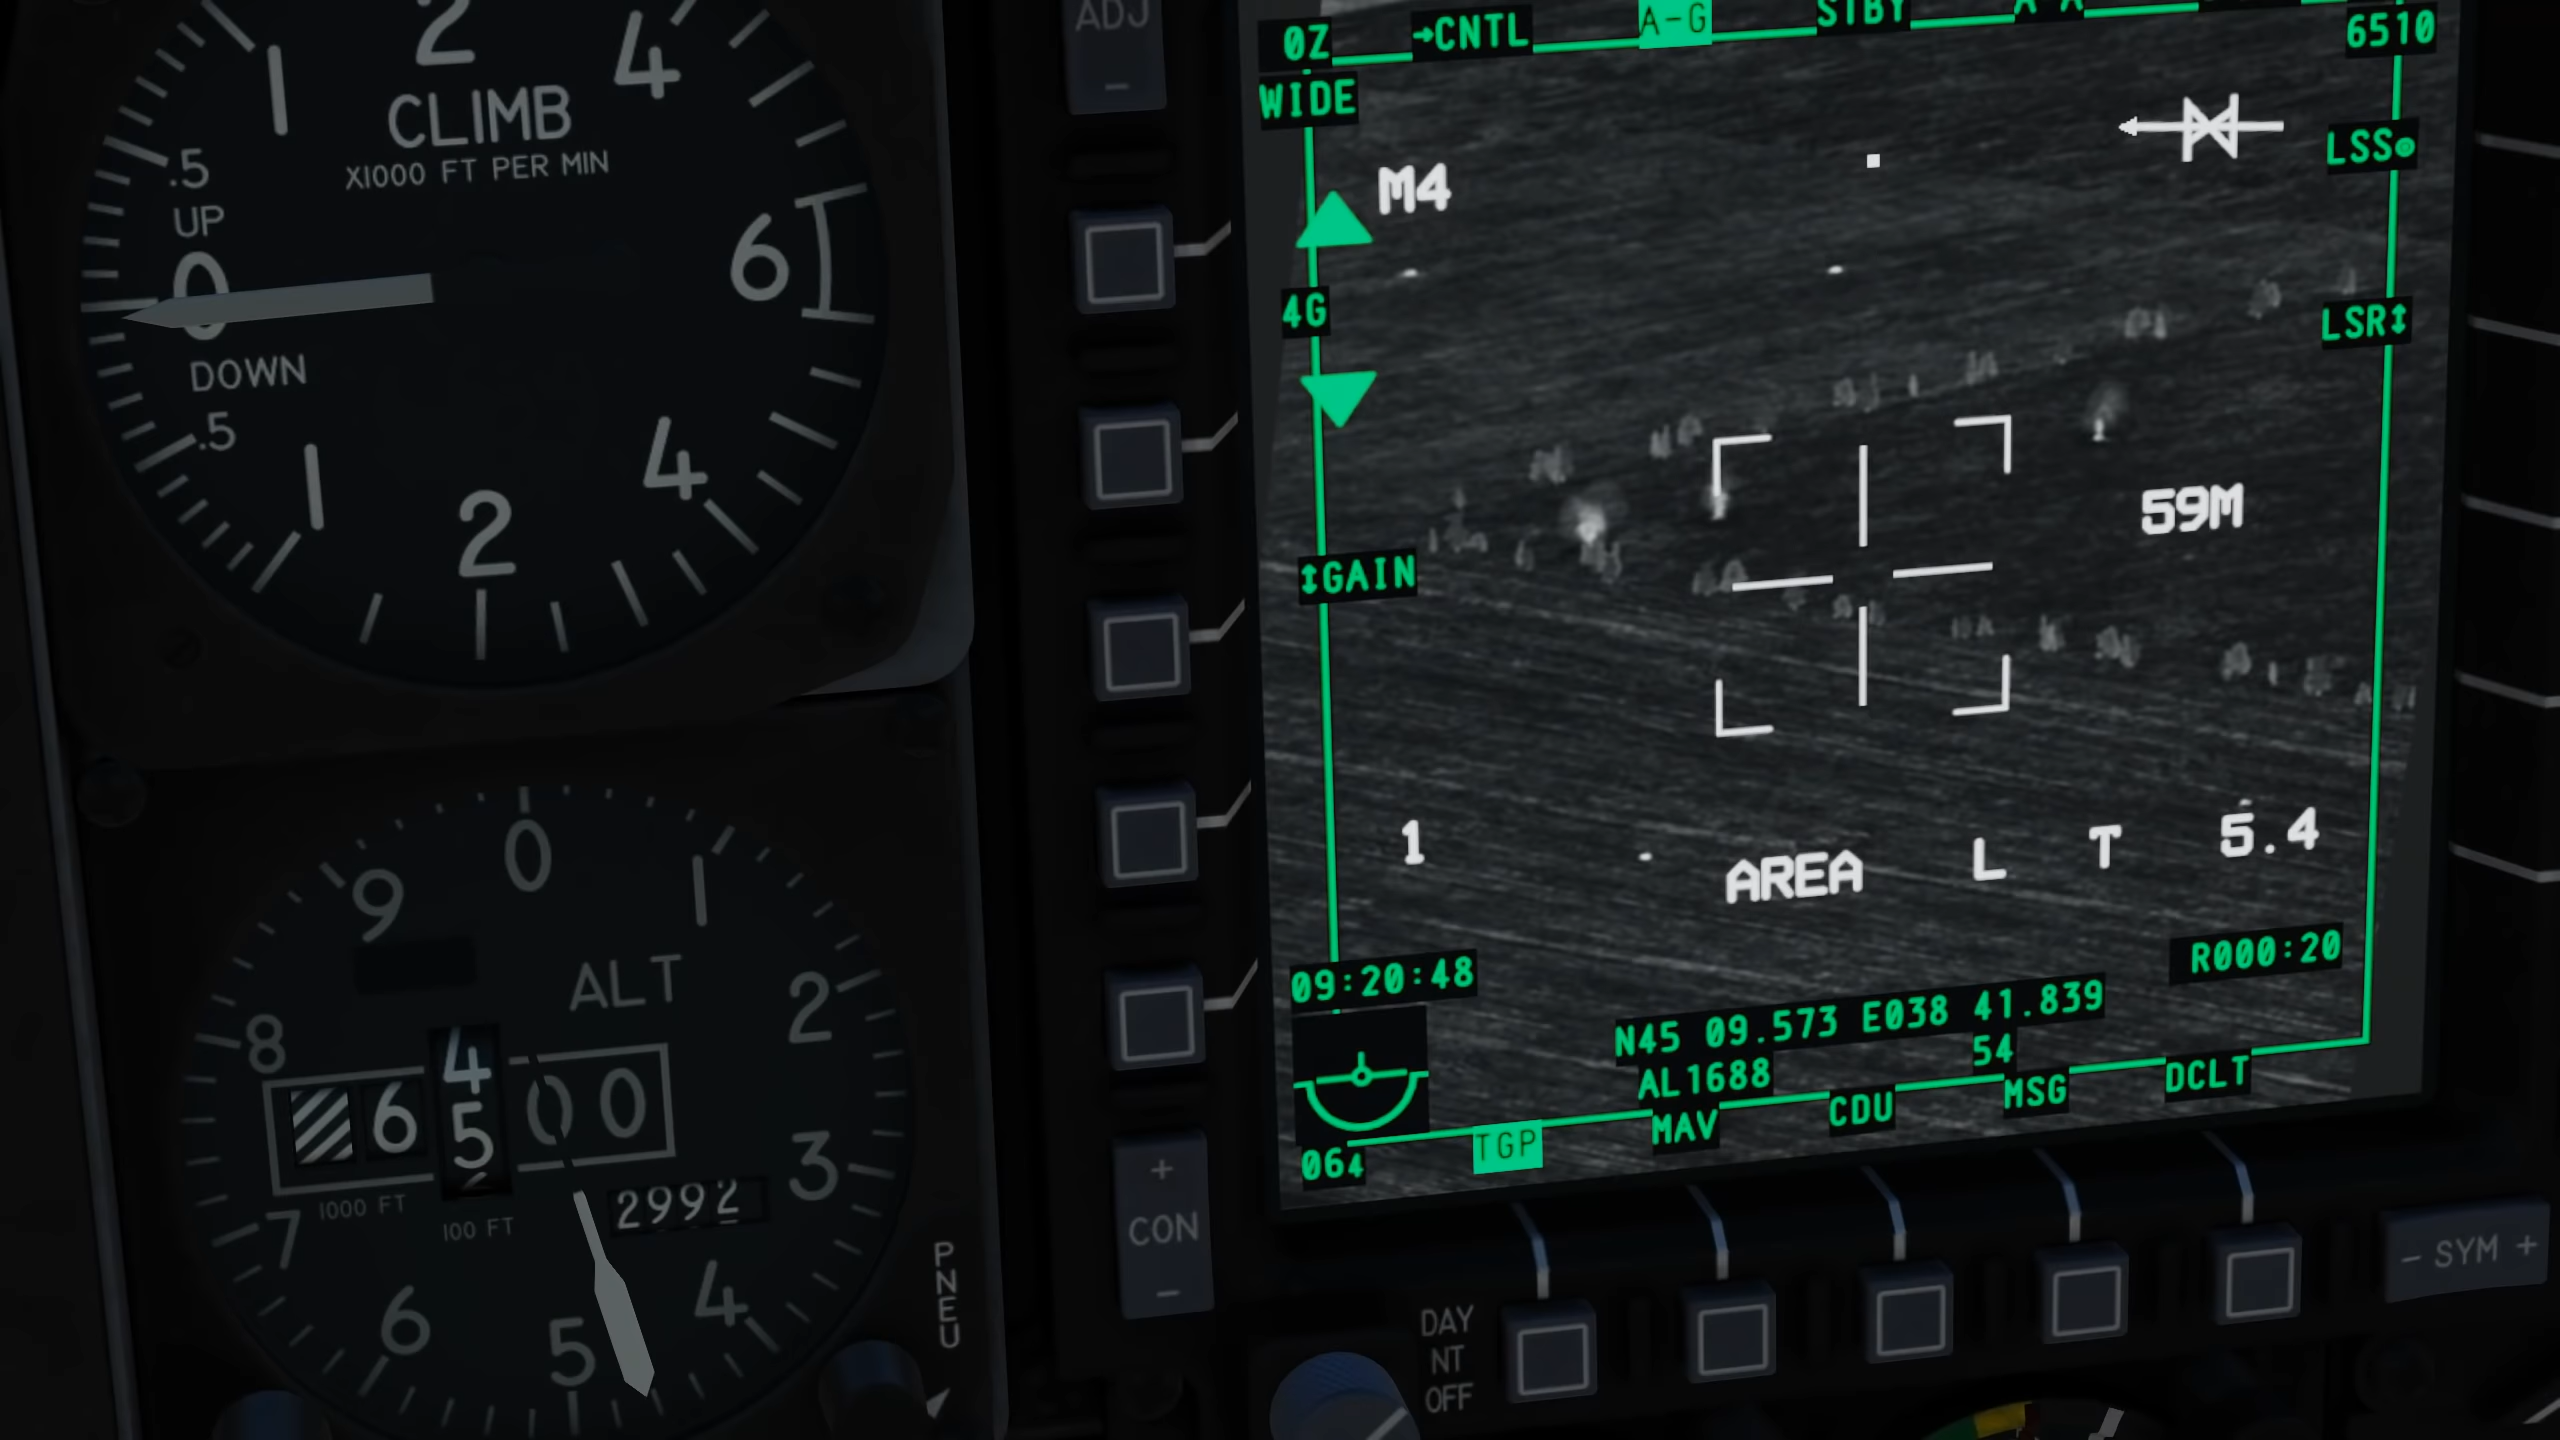 2
4
1
CLIMB
X1000 FT PER MIN
.5
UP
0
6
DOWN
.5
1
2
4
ADJ
-
0Z
→CNTL
A-G
STBY
6510
WIDE
LSS
M4
4G
LSR↕
59M
↕GAIN
1
AREA
L
T
5.4
09:20:48
R000:20
N45 09.573 E038 41.839
AL1688
54
064
TGP
MAV
CDU
MSG
DCLT
0
9
1
ALT
2
8
4
6
5
00
1000 FT
100 FT
2992
3
7
6
5
4
PNEU
+
CON
-
DAY
NT
OFF
- SYM +